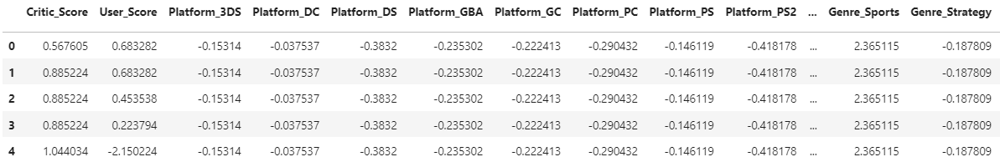 Critic_Score User_Score Platform_3DS Platform_DC Platform_DS Platform_GBA Platform_GC Platform_PC Platform_PS Platform_PS2 ... Genre_Sports Genre_Strategy
0 0.567605 0.683282 -0.15314 -0.037537 -0.3832 -0.235302 -0.222413 -0.290432 -0.146119 -0.418178 ... 2.365115 -0.187809
1 0.885224 0.683282 -0.15314 -0.037537 -0.3832 -0.235302 -0.222413 -0.290432 -0.146119 -0.418178 ... 2.365115 -0.187809
2 0.885224 0.453538 -0.15314 -0.037537 -0.3832 -0.235302 -0.222413 -0.290432 -0.146119 -0.418178 ... 2.365115 -0.187809
3 0.885224 0.223794 -0.15314 -0.037537 -0.3832 -0.235302 -0.222413 -0.290432 -0.146119 -0.418178 ... 2.365115 -0.187809
4 1.044034 -2.150224 -0.15314 -0.037537 -0.3832 -0.235302 -0.222413 -0.290432 -0.146119 -0.418178 ... 2.365115 -0.187809